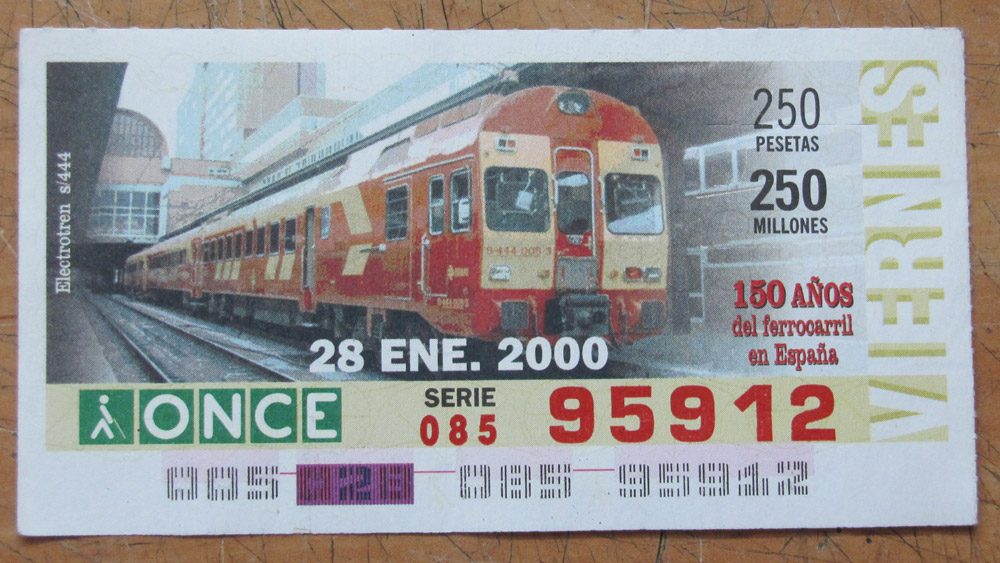 Electrotren s/444
250
PESETAS
250
MILLONES
150 AÑOS
del ferrocarril
en España
VIERNES
28 ENE. 2000
ONCE
SERIE
085
95912
005
085
95912